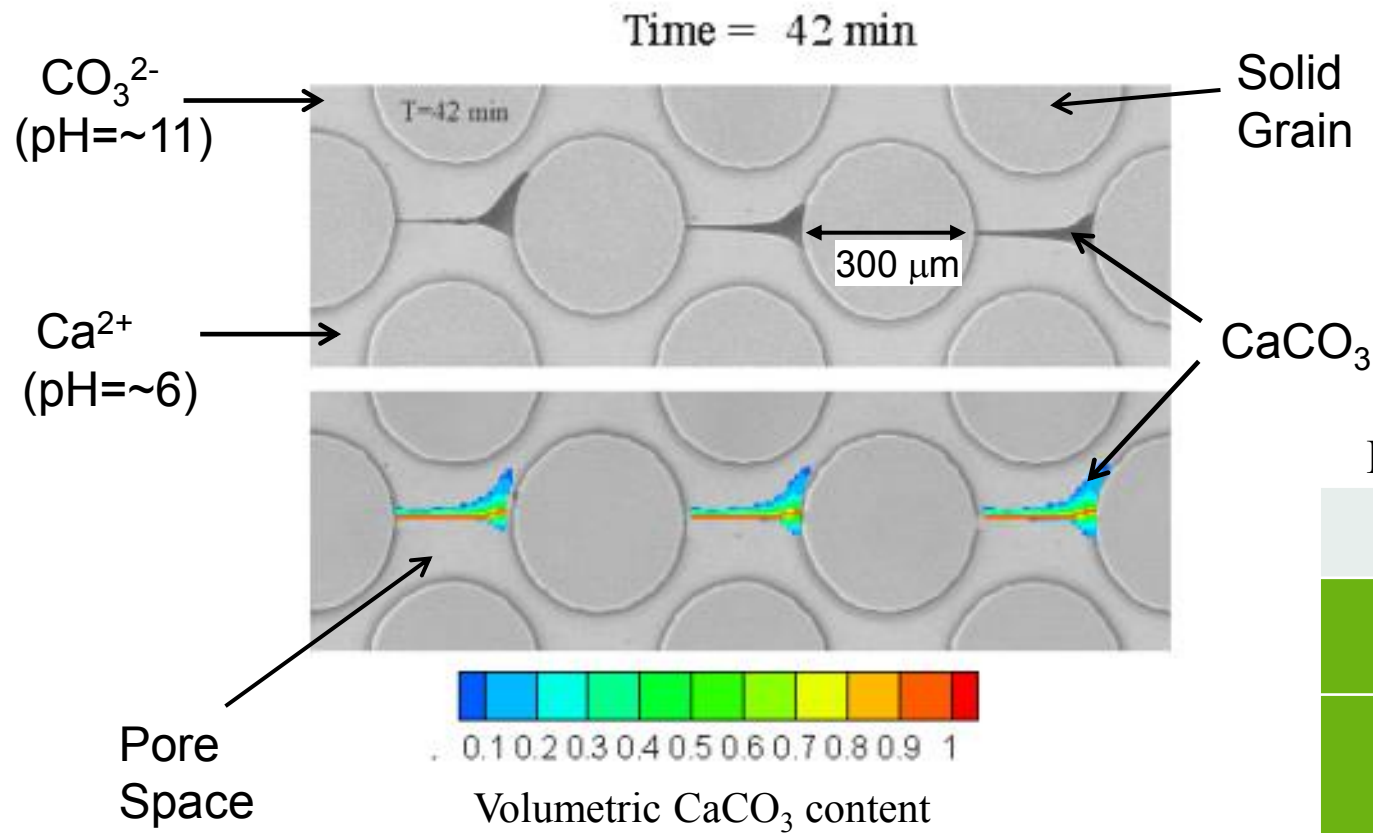 Time = 42 min
CO₃²⁻
(pH=~11)
T=42 min
Solid
Grain
300 μm
Ca²⁺
(pH=~6)
CaCO₃
Pore
Space
. 0.1 0.2 0.3 0.4 0.5 0.6 0.7 0.8 0.9 1
Volumetric CaCO₃ content